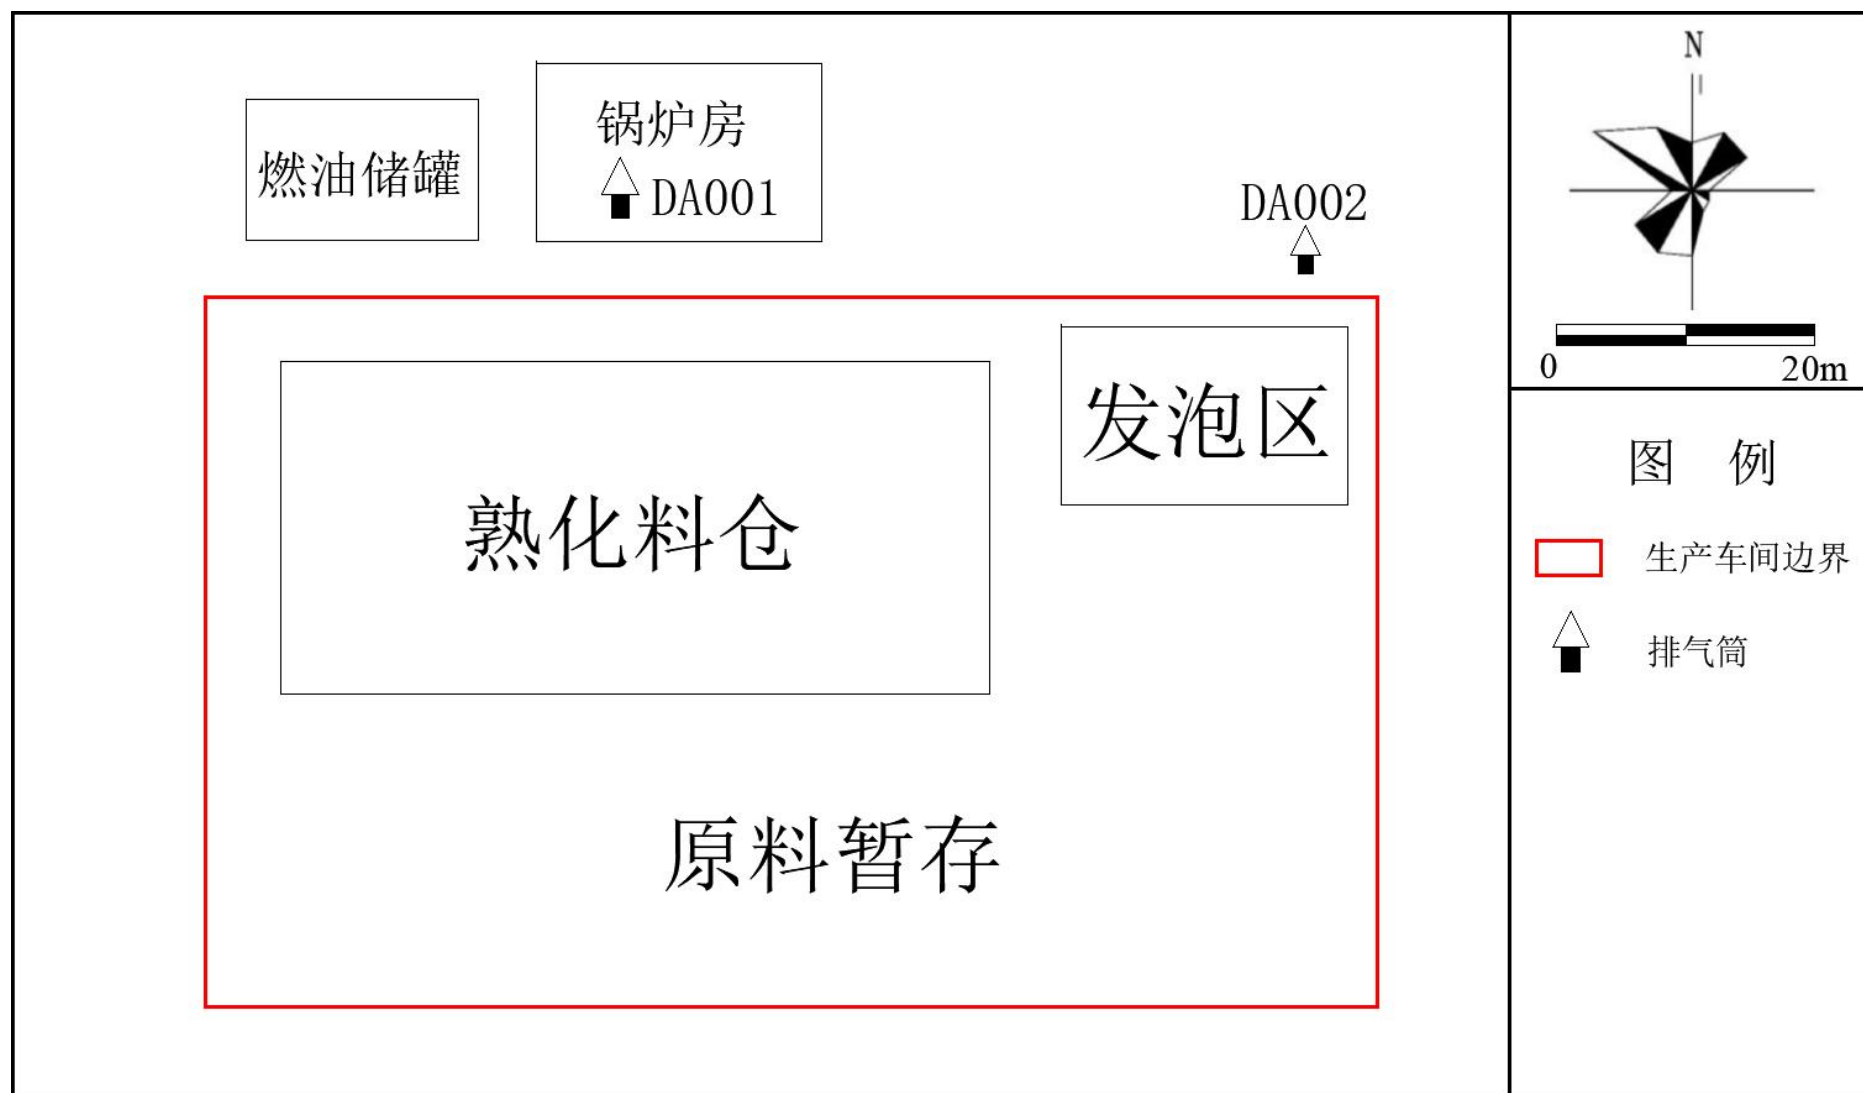 锅炉房
燃油储罐
DA001
DA002
发泡区
熟化料仓
原料暂存
N
0
20m
图 例
生产车间边界
排气筒